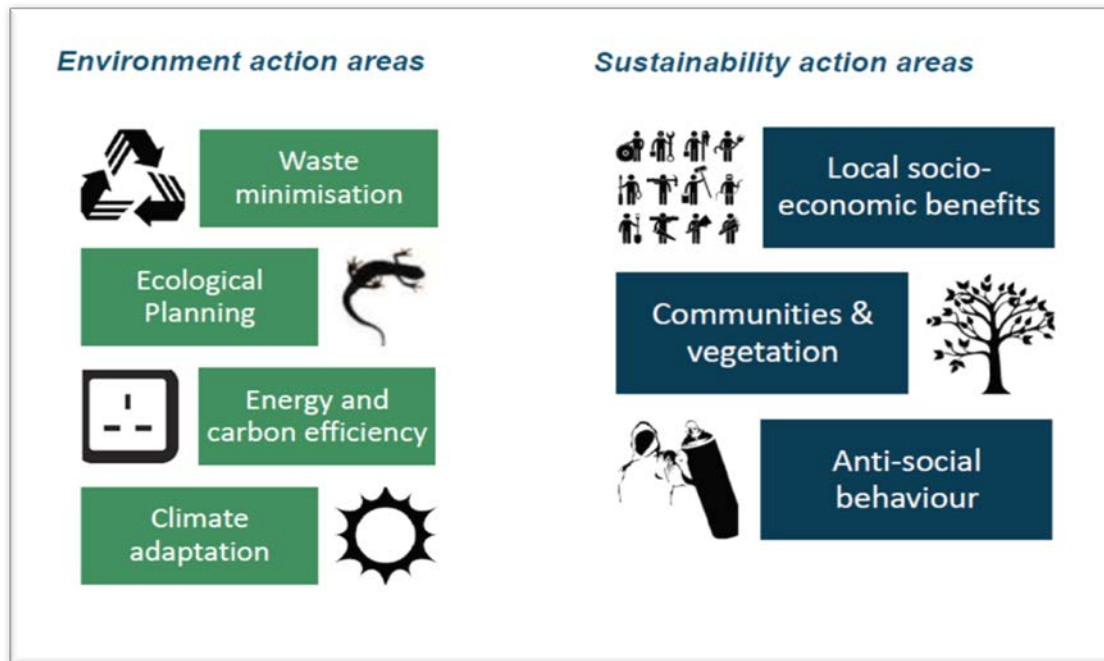 Environment action areas
Waste
minimisation
Ecological
Planning
Energy and
carbon efficiency
Climate
adaptation
Sustainability action areas
Local socio-
economic benefits
Communities &
vegetation
Anti-social
behaviour